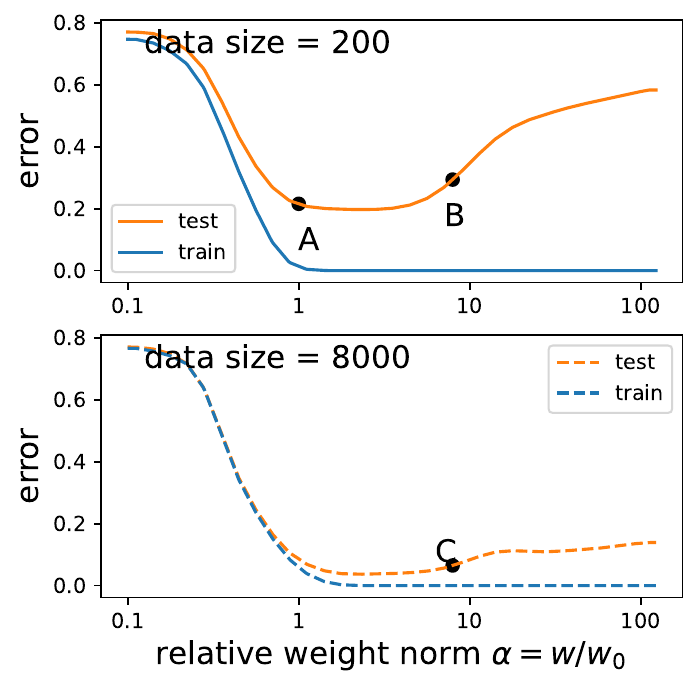 data size = 200
error
0.8
0.6
0.4
0.2
0.0
test
train
A
B
0.1
1
10
100
data size = 8000
error
0.8
0.6
0.4
0.2
0.0
test
train
C
0.1
1
10
100
relative weight norm α = w/w₀